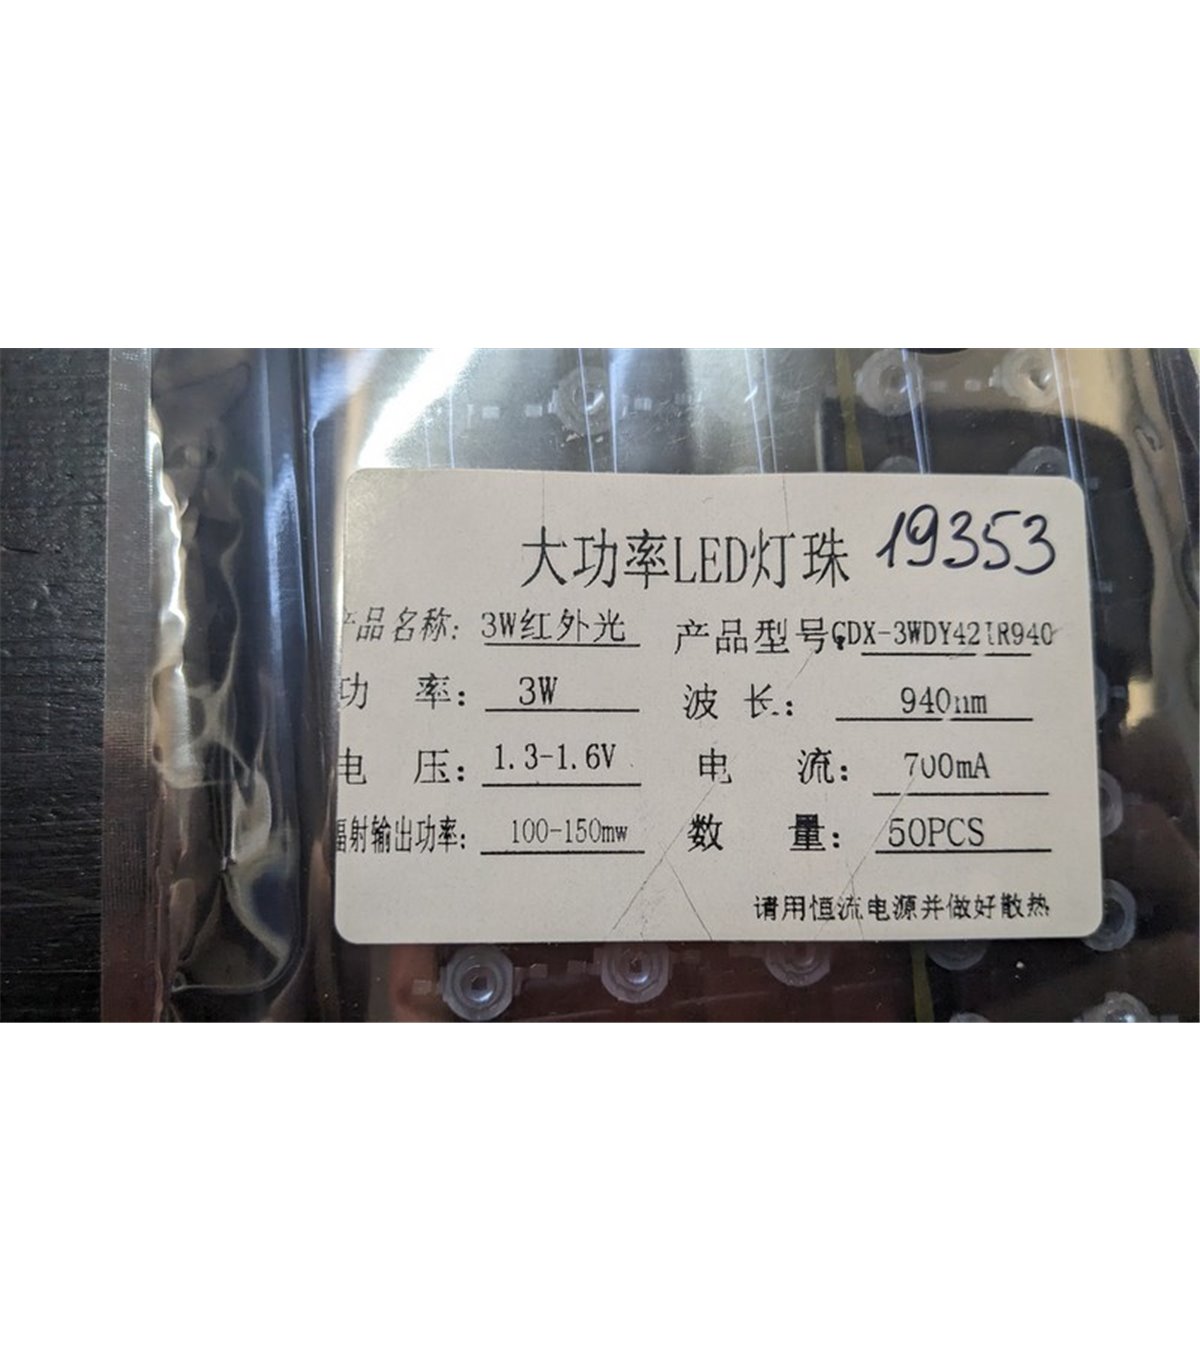 大功率LED灯珠 19353
产品名称: 3W红外光 产品型号 GDX-3WDY42IR940
功 率: 3W 波 长: 940nm
电 压: 1.3-1.6V 电 流: 700mA
辐射输出功率: 100-150mw 数 量: 50PCS
请用恒流电源并做好散热